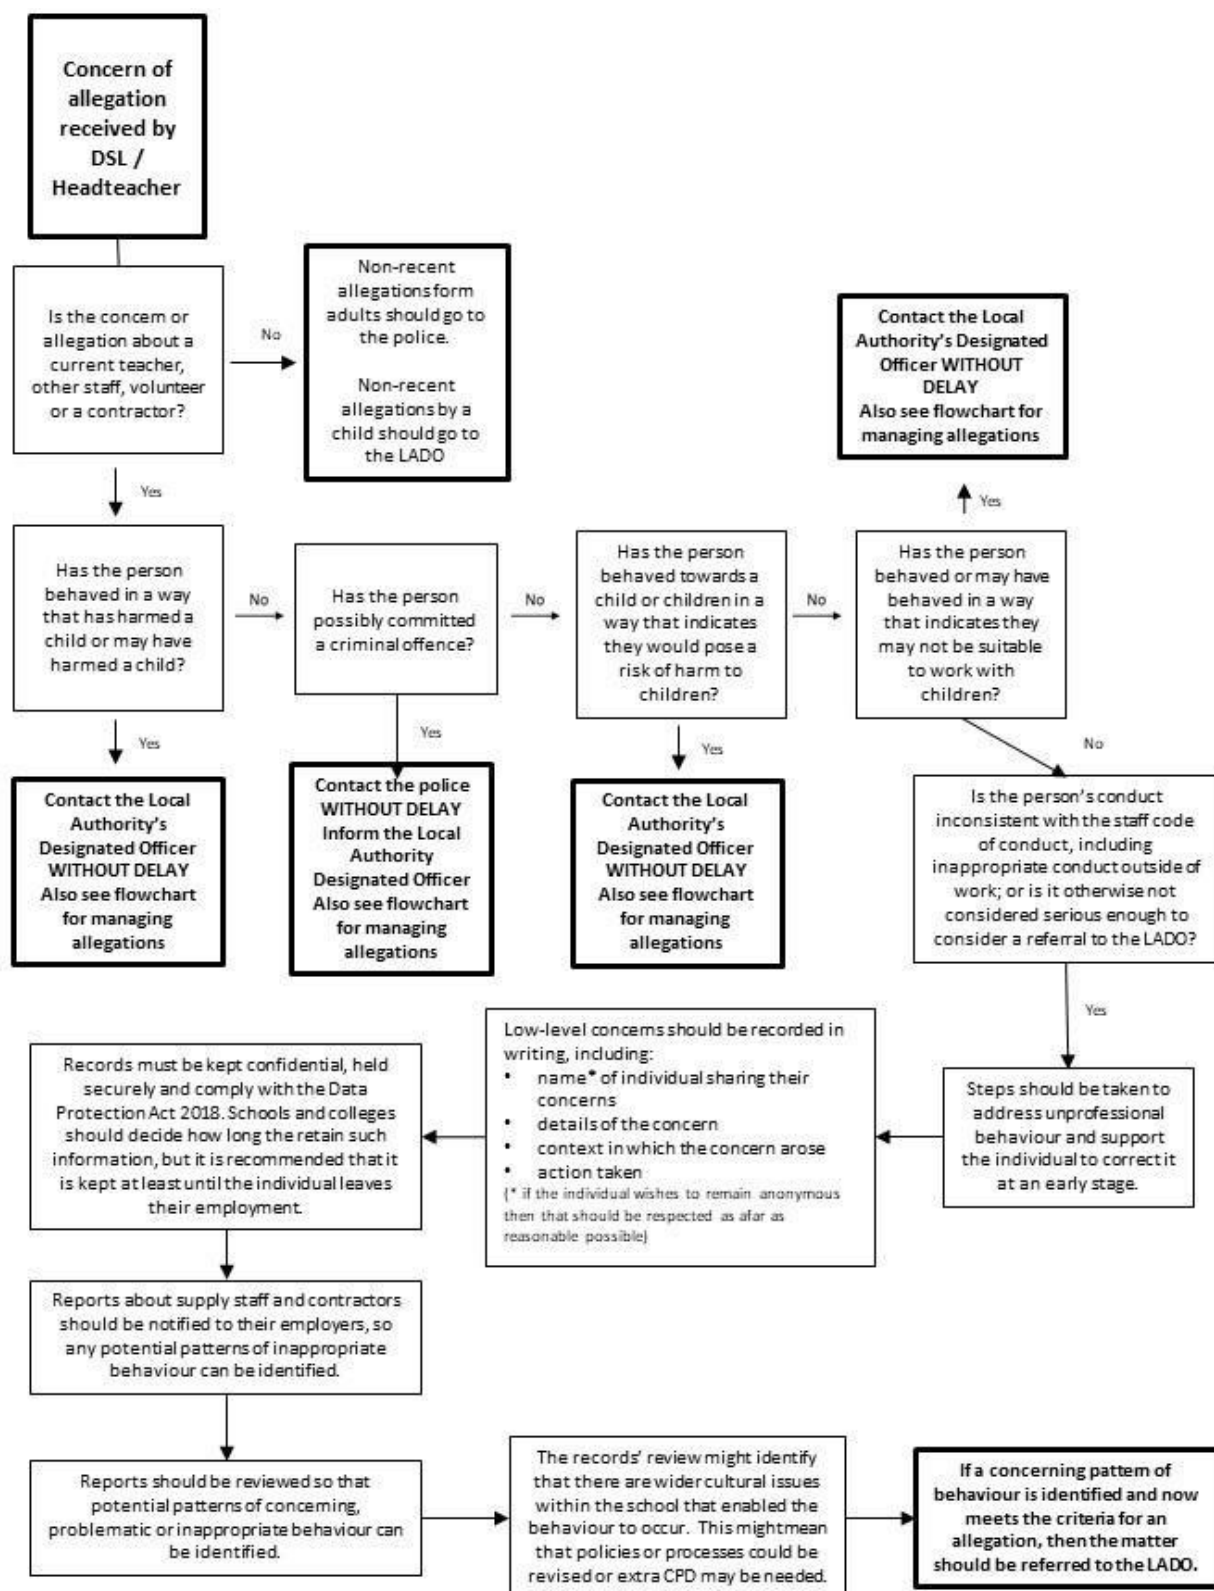 Concern of
allegation
received by
DSL /
Headteacher
Is the concern or
allegation about a
current teacher,
other staff, volunteer
or a contractor?
No
Non-recent
allegations form
adults should go to
the police.
Non-recent
allegations by a
child should go to
the LADO
Contact the Local
Authority's Designated
Officer WITHOUT
DELAY
Also see flowchart for
managing allegations
Yes
Yes
Has the person
behaved in a way
that has harmed a
child or may have
harmed a child?
No
Has the person
possibly committed
a criminal offence?
No
Has the person
behaved towards a
child or children in a
way that indicates
they would pose a
risk of harm to
children?
No
Has the person
behaved or may have
behaved in a way
that indicates they
may not be suitable
to work with
children?
Yes
Yes
Yes
No
Contact the Local
Authority's
Designated Officer
WITHOUT DELAY
Also see flowchart
for managing
allegations
Contact the police
WITHOUT DELAY
Inform the Local
Authority
Designated Officer
Also see flowchart
for managing
allegations
Contact the Local
Authority's
Designated Officer
WITHOUT DELAY
Also see flowchart
for managing
allegations
Is the person's conduct
inconsistent with the staff code
of conduct, including
inappropriate conduct outside of
work; or is it otherwise not
considered serious enough to
consider a referral to the LADO?
Yes
Steps should be taken to
address unprofessional
behaviour and support
the individual to correct it
at an early stage.
Low-level concerns should be recorded in
writing, including:
• name* of individual sharing their
concerns
• details of the concern
• context in which the concern arose
• action taken
(* if the individual wishes to remain anonymous
then that should be respected as afar as
reasonable possible)
Records must be kept confidential, held
securely and comply with the Data
Protection Act 2018. Schools and colleges
should decide how long the retain such
information, but it is recommended that it
is kept at least until the individual leaves
their employment.
Reports about supply staff and contractors
should be notified to their employers, so
any potential patterns of inappropriate
behaviour can be identified.
Reports should be reviewed so that
potential patterns of concerning,
problematic or inappropriate behaviour can
be identified.
The records' review might identify
that there are wider cultural issues
within the school that enabled the
behaviour to occur. This might mean
that policies or processes could be
revised or extra CPD may be needed.
If a concerning pattern of
behaviour is identified and now
meets the criteria for an
allegation, then the matter
should be referred to the LADO.